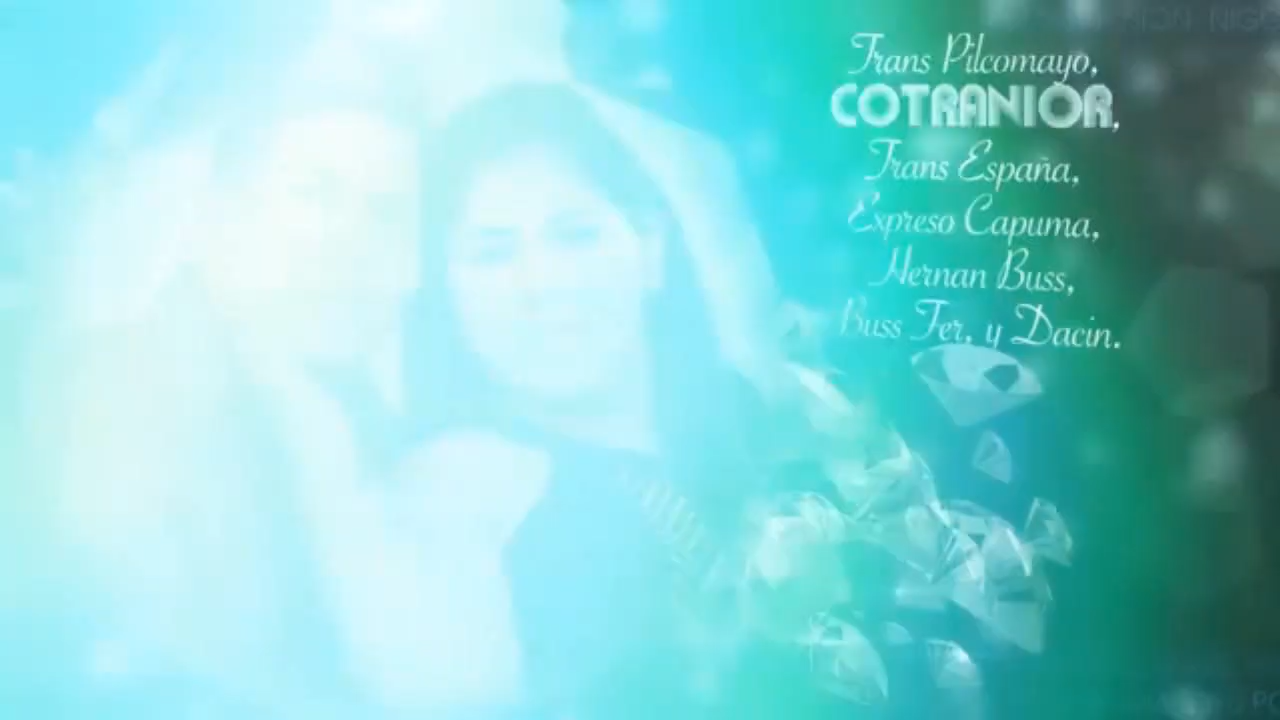 Trans Pilcomayo,
COTRANIOR,
Trans España,
Expreso Capuma,
Hernan Buss,
Buss Fer. y Dacin.